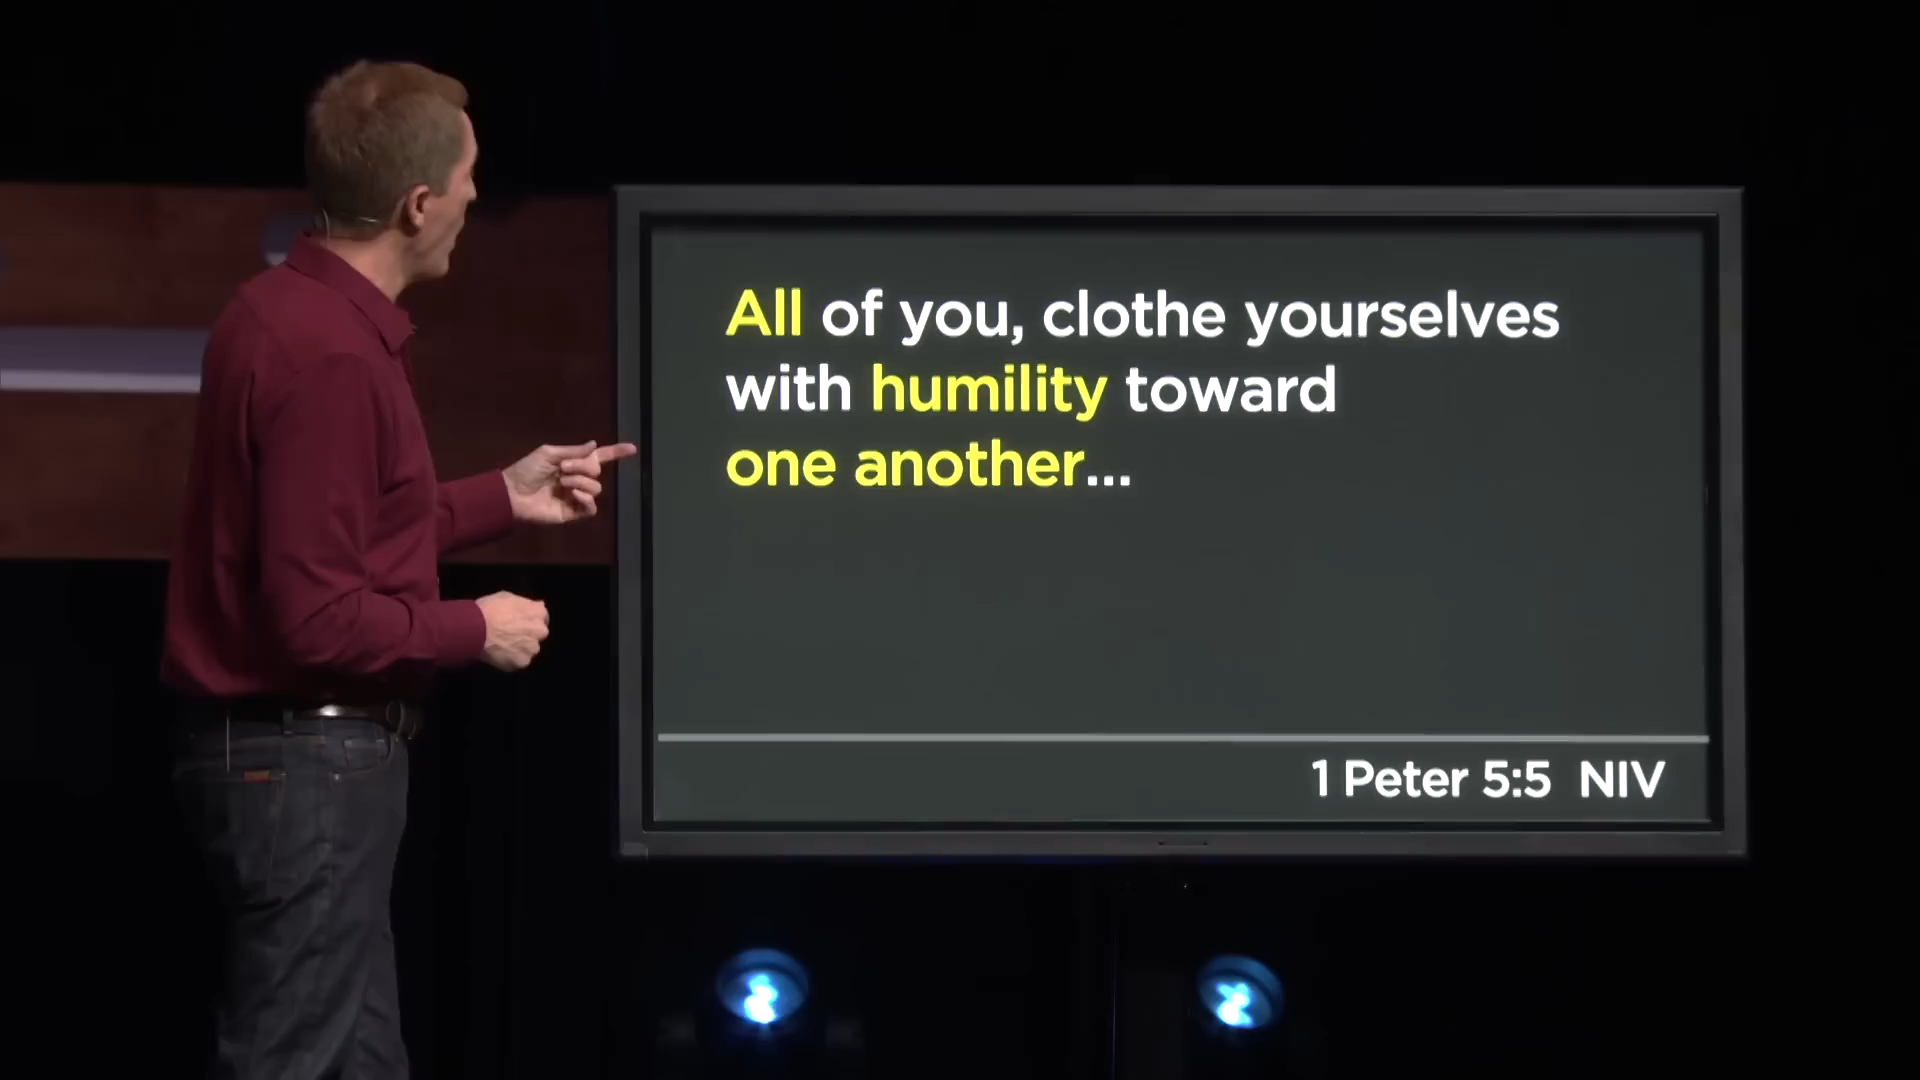 All of you, clothe yourselves
with humility toward
one another...
1 Peter 5:5 NIV